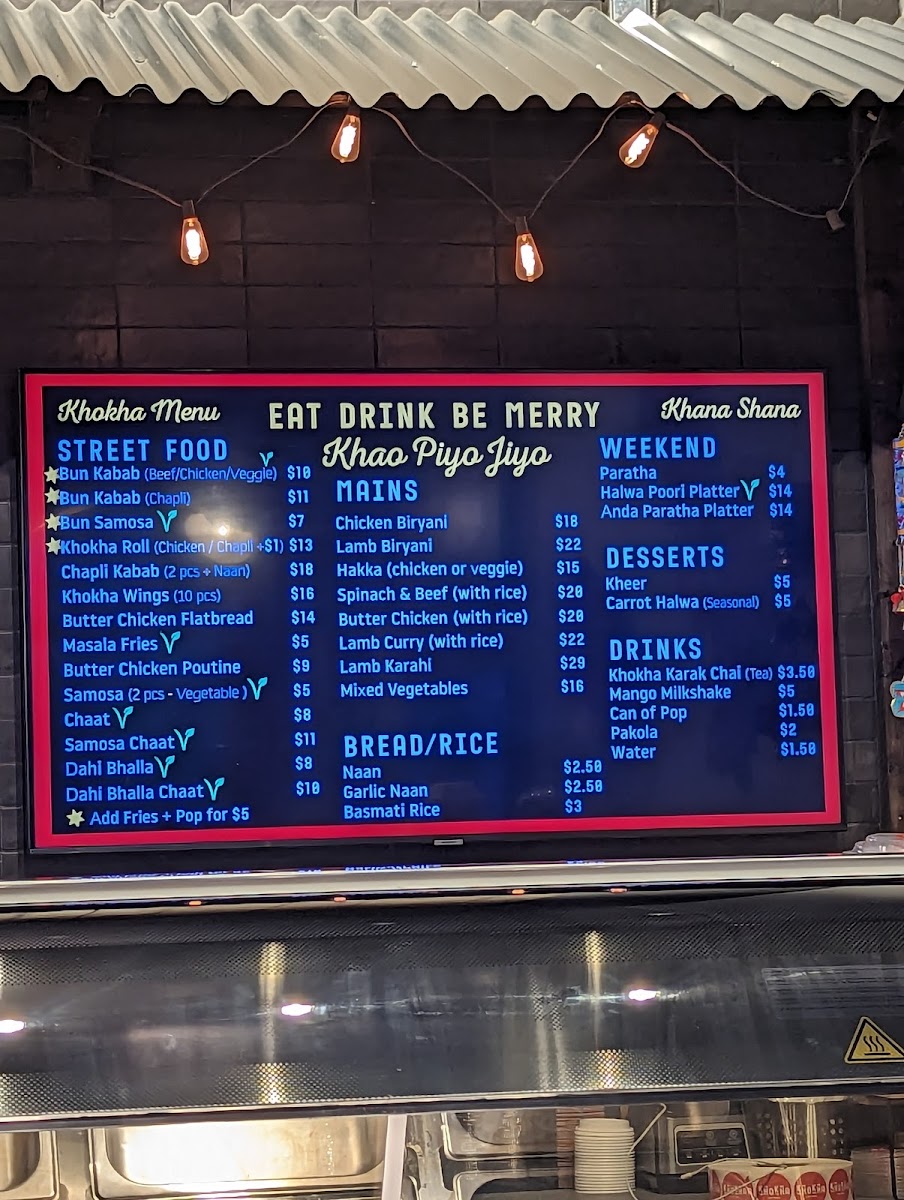 Khokha Menu
EAT DRINK BE MERRY
Khao Piyo Jiyo
Khana Shana
STREET FOOD
Bun Kabab (Beef/Chicken/Veggie) $10
Bun Kabab (Chapli) $11
Bun Samosa $7
Khokha Roll (Chicken / Chapli +$1) $13
Chapli Kabab (2 pcs + Naan) $18
Khokha Wings (10 pcs) $16
Butter Chicken Flatbread $14
Masala Fries $5
Butter Chicken Poutine $9
Samosa (2 pcs - Vegetable ) $5
Chaat $8
Samosa Chaat $11
Dahi Bhalla $8
Dahi Bhalla Chaat $10
Add Fries + Pop for $5
MAINS
Chicken Biryani $18
Lamb Biryani $22
Hakka (chicken or veggie) $15
Spinach & Beef (with rice) $20
Butter Chicken (with rice) $20
Lamb Curry (with rice) $22
Lamb Karahi $29
Mixed Vegetables $16
BREAD/RICE
Naan $2.50
Garlic Naan $2.50
Basmati Rice $3
WEEKEND
Paratha $4
Halwa Poori Platter $14
Anda Paratha Platter $14
DESSERTS
Kheer $5
Carrot Halwa (Seasonal) $5
DRINKS
Khokha Karak Chai (Tea) $3.50
Mango Milkshake $5
Can of Pop $1.50
Pakola $2
Water $1.50